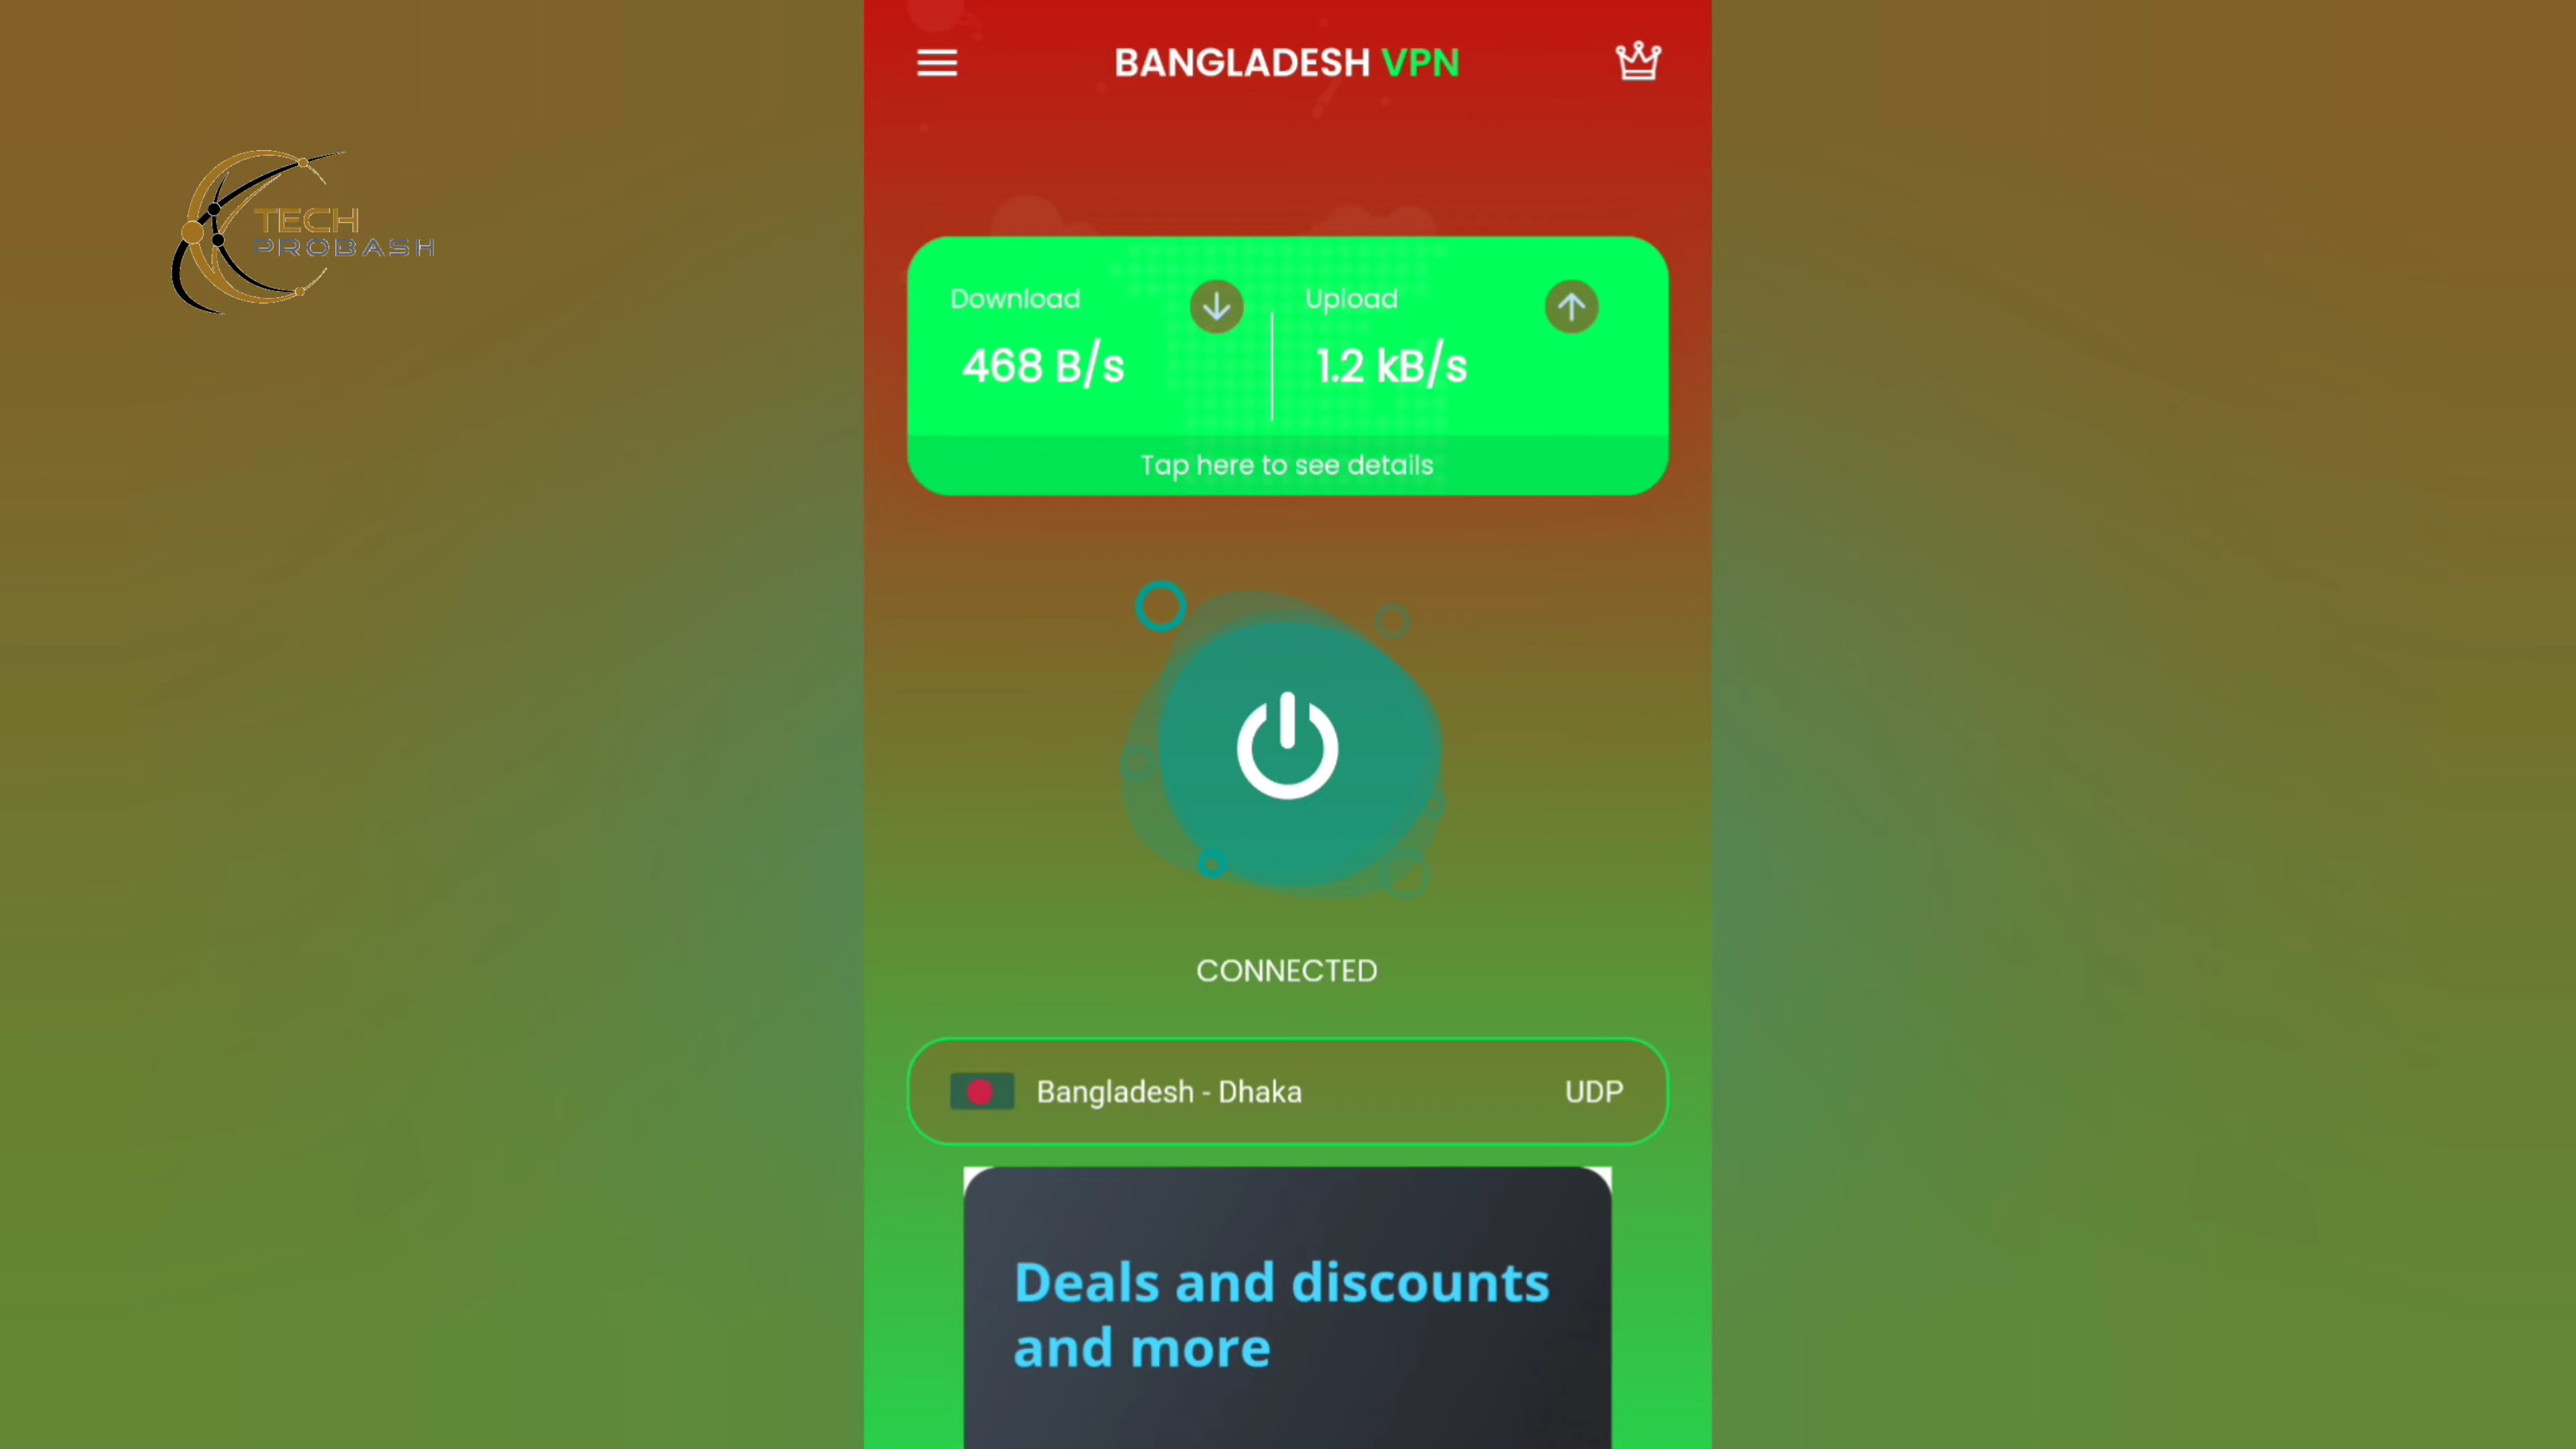 BANGLADESH VPN
TECH
PROBASH
Download
Upload
468 B/s
1.2 kB/s
Tap here to see details
CONNECTED
Bangladesh - Dhaka
UDP
Deals and discounts
and more